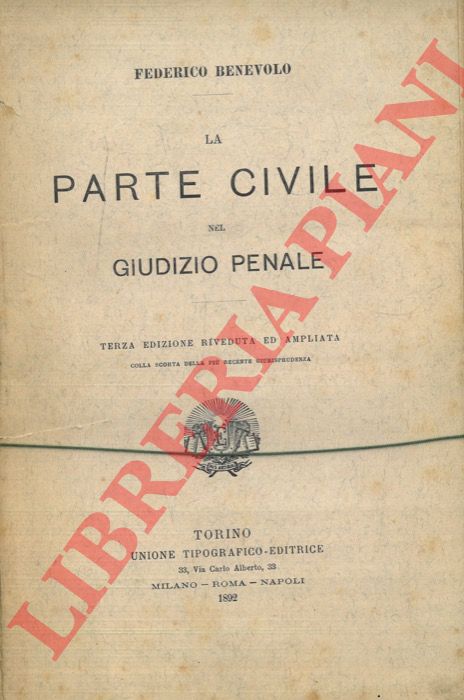 FEDERICO BENEVOLO
LA
PARTE CIVILE
NEL
GIUDIZIO PENALE
TERZA EDIZIONE RIVEDUTA ED AMPLIATA
COLLA SCORTA DELLA PIÙ RECENTE GIURISPRUDENZA
TORINO
UNIONE TIPOGRAFICO-EDITRICE
33, Via Carlo Alberto, 33
MILANO — ROMA — NAPOLI
1892
LIBRERIA PIANI